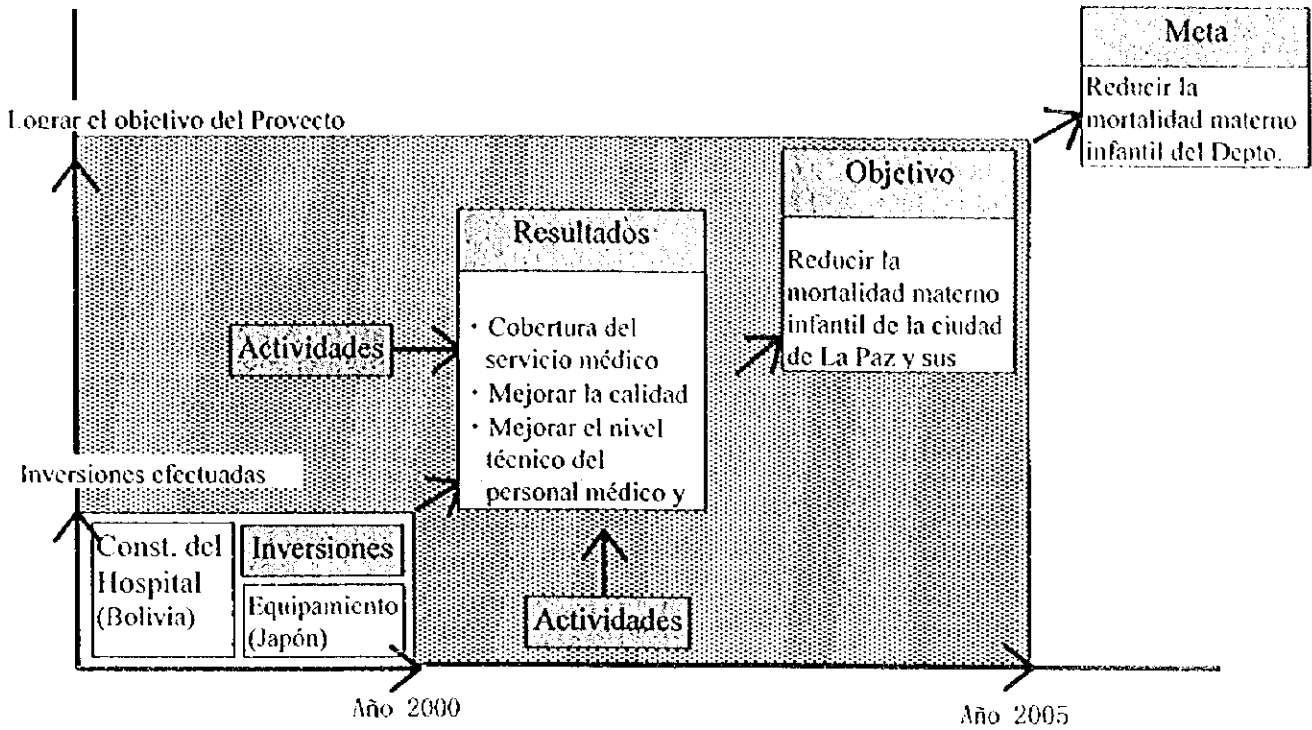 Meta
Reducir la
mortalidad materno
infantil del Depto.
Lograr el objetivo del Proyecto
Objetivo
Reducir la
mortalidad materno
infantil de la ciudad
de La Paz y sus
Resultados
· Cobertura del
servicio médico
· Mejorar la calidad
· Mejorar el nivel
técnico del
personal médico y
Actividades
Inversiones efectuadas
Const. del
Hospital
(Bolivia)
Inversiones
Equipamiento
(Japón)
Actividades
Año 2000
Año 2005